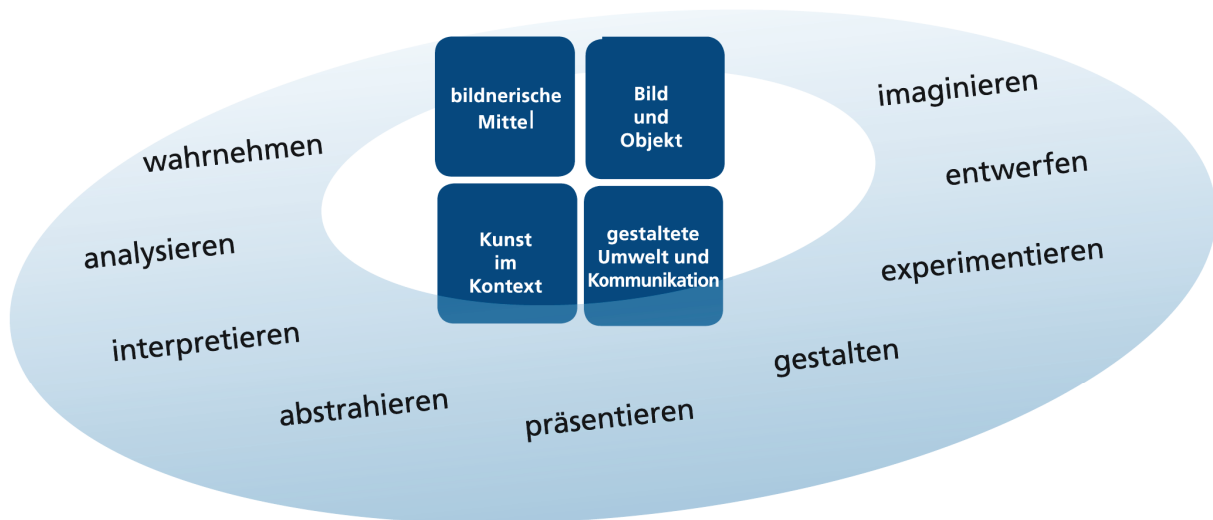 bildnerische
Mittel
Bild
und
Objekt
Kunst
im
Kontext
gestaltete
Umwelt und
Kommunikation
wahrnehmen
analysieren
interpretieren
abstrahieren
präsentieren
gestalten
experimentieren
entwerfen
imaginieren